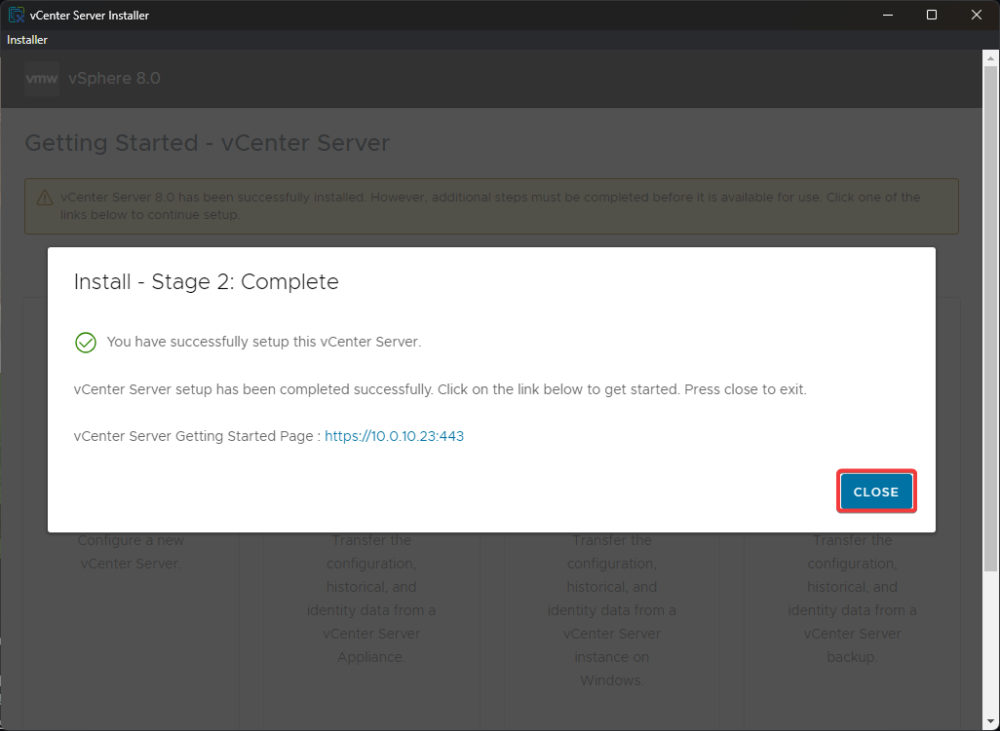 vCenter Server Installer
Installer
vmw vSphere 8.0
Getting Started - vCenter Server
vCenter Server 8.0 has been successfully installed. However, additional steps must be completed before it is available for use. Click one of the
links below to continue setup.
Install - Stage 2: Complete
You have successfully setup this vCenter Server.
vCenter Server setup has been completed successfully. Click on the link below to get started. Press close to exit.
vCenter Server Getting Started Page : https://10.0.10.23:443
CLOSE
Configure a new
vCenter Server.
Transfer the
configuration,
historical, and
identity data from a
vCenter Server
Appliance.
Transfer the
configuration,
historical, and
identity data from a
vCenter Server
instance on
Windows.
Transfer the
configuration,
historical, and
identity data from a
vCenter Server
backup.